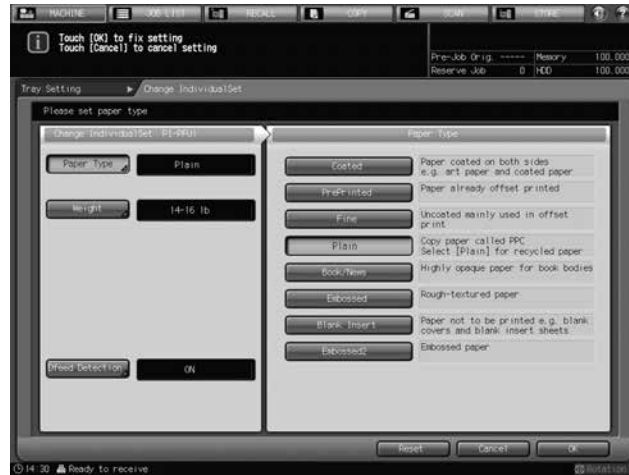 MACHINE JOB LIST RECALL COPY SCAN STORE
Touch [OK] to fix setting
Touch [Cancel] to cancel setting
Pre-Job Orig. ----- Memory 100.000
Reserve Job 0 HDD 100.000
Tray Setting Change IndividualSet
Please set paper type
Change IndividualSet PI-PFU1
Paper Type Plain
Weight 14-16 lb
Dfeed Detection ON
Paper Type
Coated
Paper coated on both sides
e.g. art paper and coated paper
PrePrinted
Paper already offset printed
Fine
Uncoated mainly used in offset
print
Plain
Copy paper called PPC
Select [Plain] for recycled paper
Book/News
Highly opaque paper for book bodies
Embossed
Rough-textured paper
Blank Insert
Paper not to be printed e.g. blank
covers and blank insert sheets
Embossed2
Embossed paper
Reset Cancel OK
14:30 Ready to receive Rotation